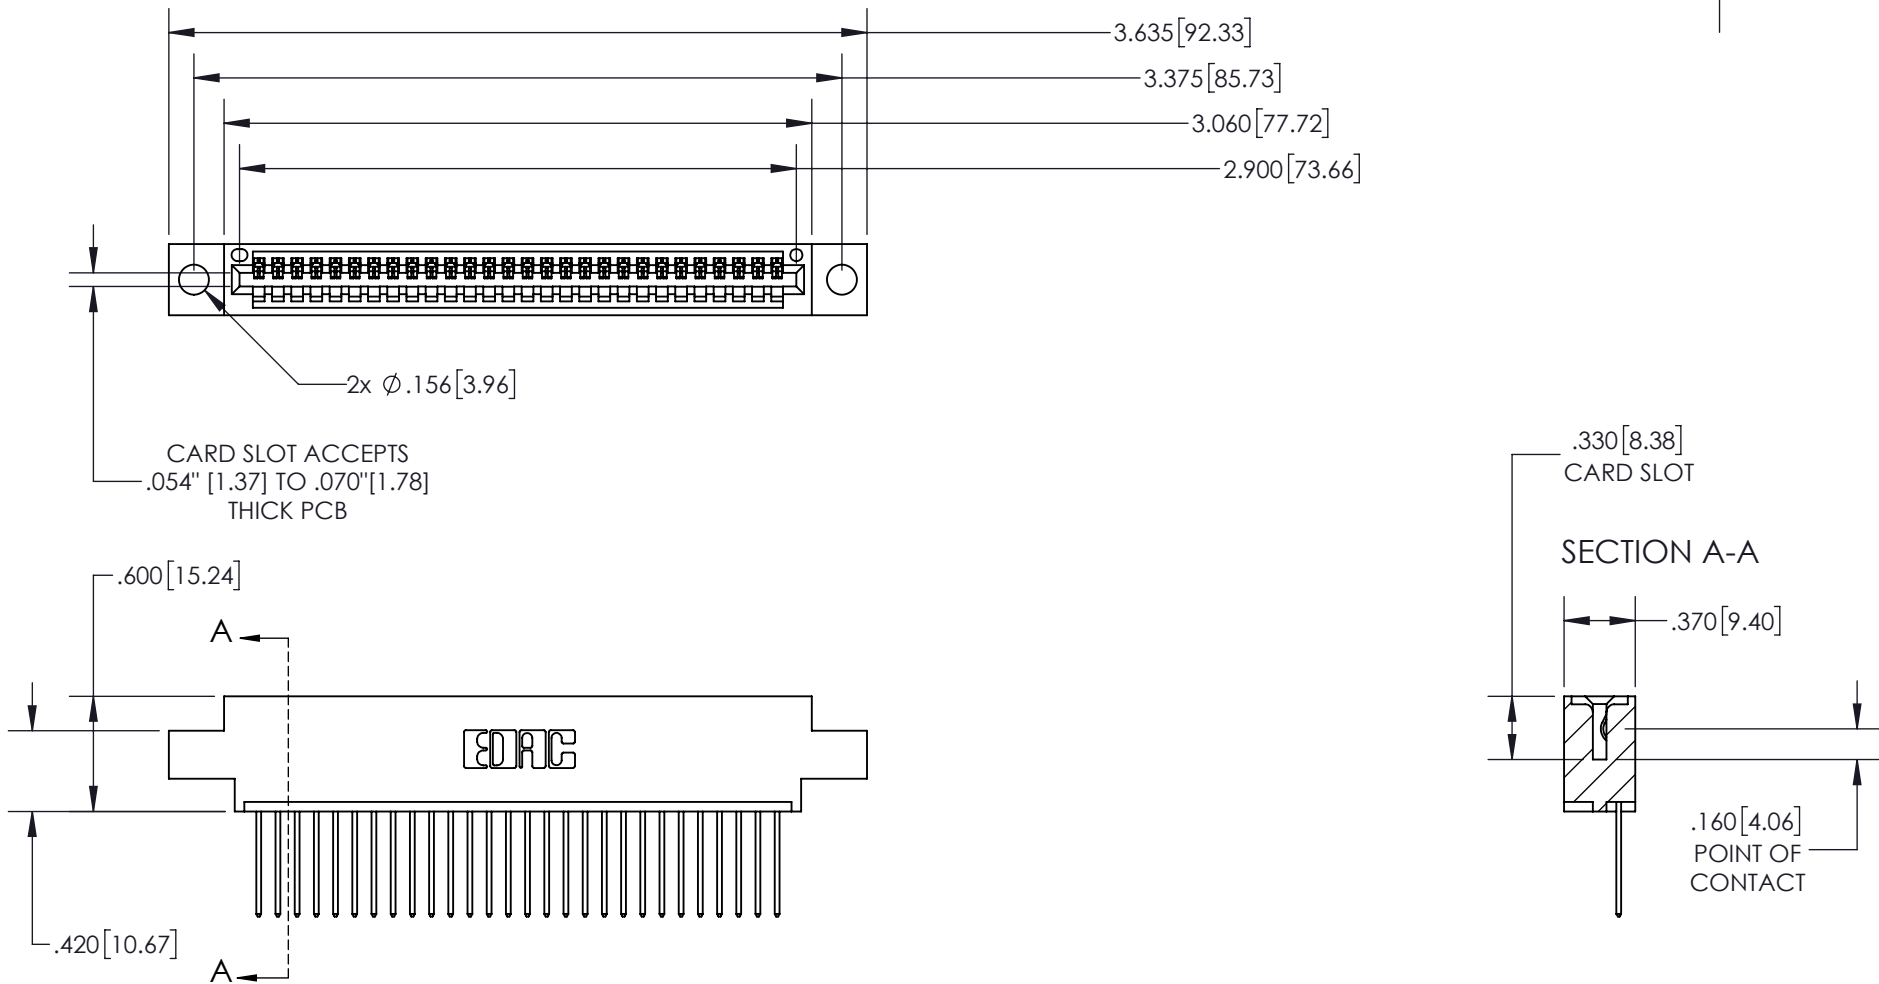 3.635[92.33]
3.375[85.73]
3.060[77.72]
2.900[73.66]
2x Ø.156[3.96]
CARD SLOT ACCEPTS
.054" [1.37] TO .070"[1.78]
THICK PCB
.330[8.38]
CARD SLOT
SECTION A-A
.600[15.24]
.370[9.40]
A
EDAC
.160[4.06]
POINT OF
CONTACT
.420[10.67]
A